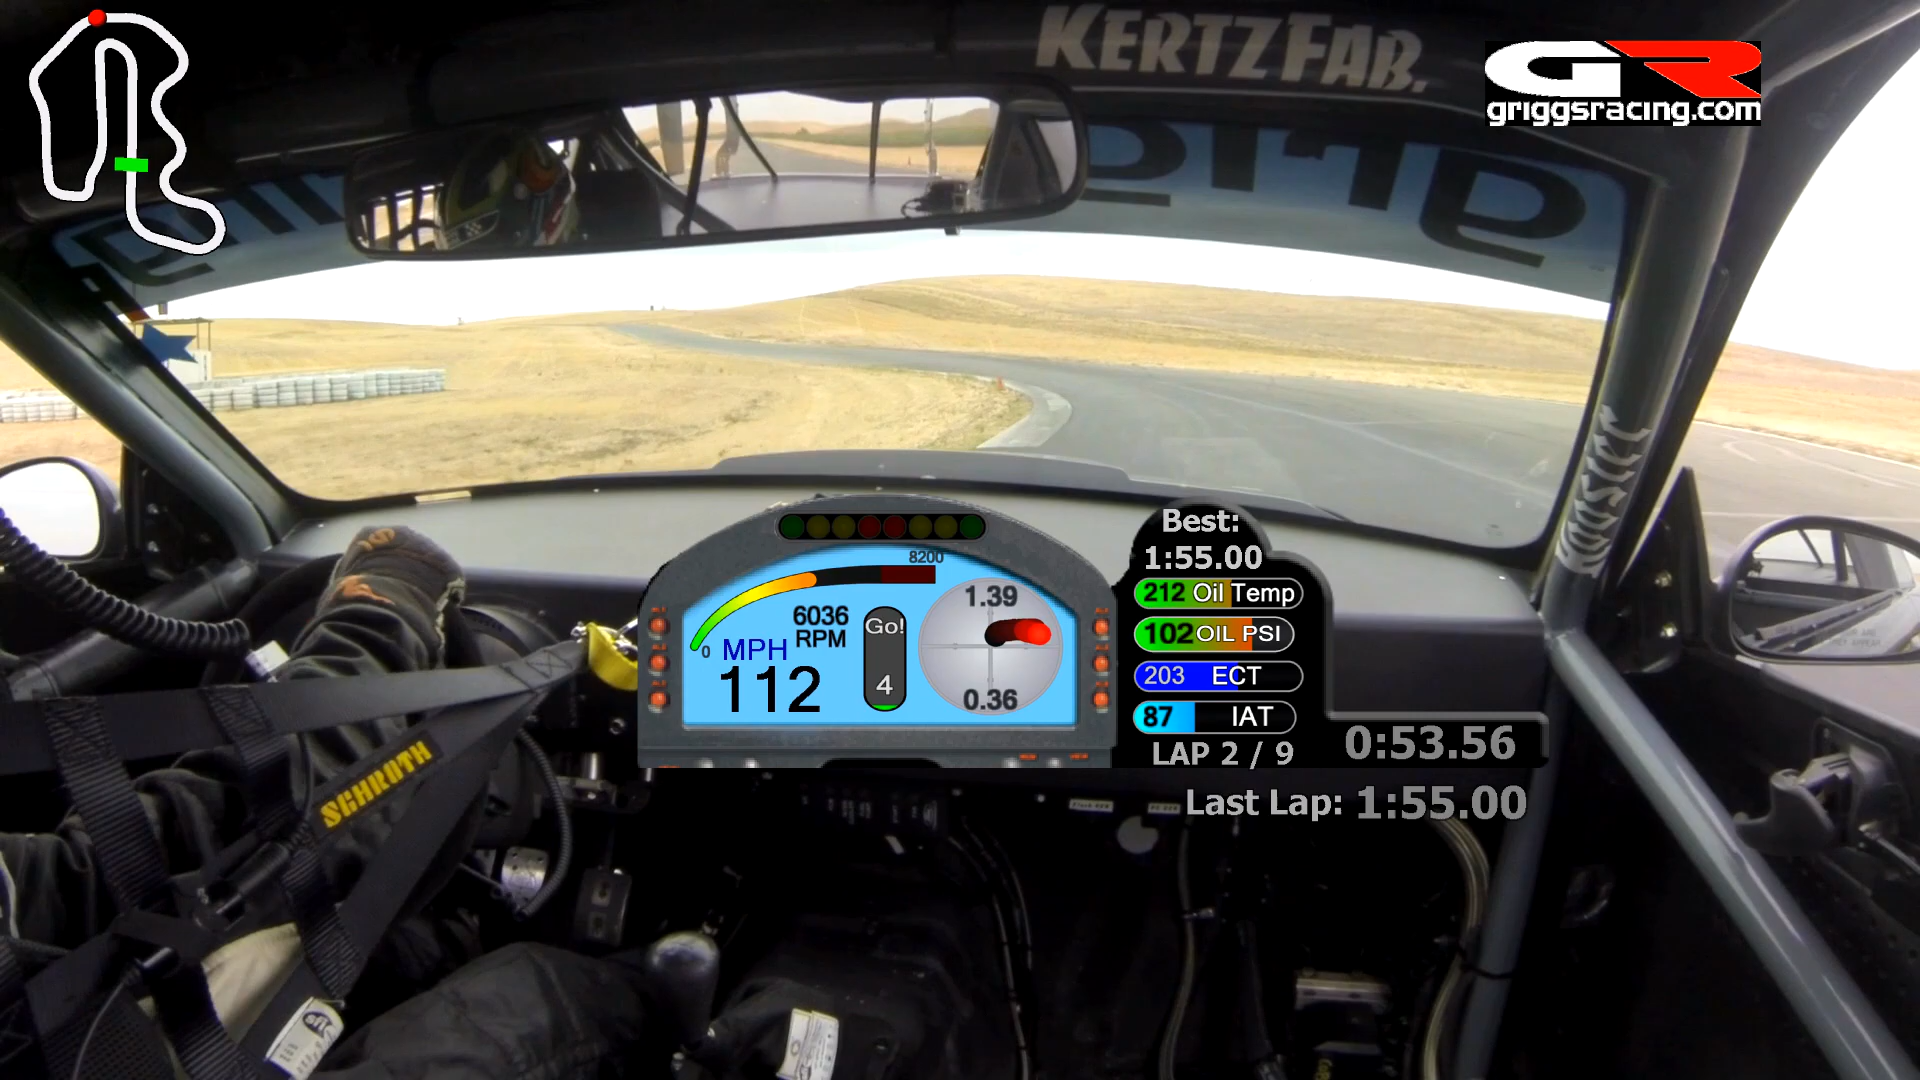 KERTZFAB.
GR
griggsracing.com
Best:
1:55.00
8200
6036
RPM
0
MPH
112
Go!
4
1.39
0.36
212 Oil Temp
102 OIL PSI
203 ECT
87 IAT
LAP 2 / 9
0:53.56
Last Lap: 1:55.00
HOOSIER
SCHROTH
sfi